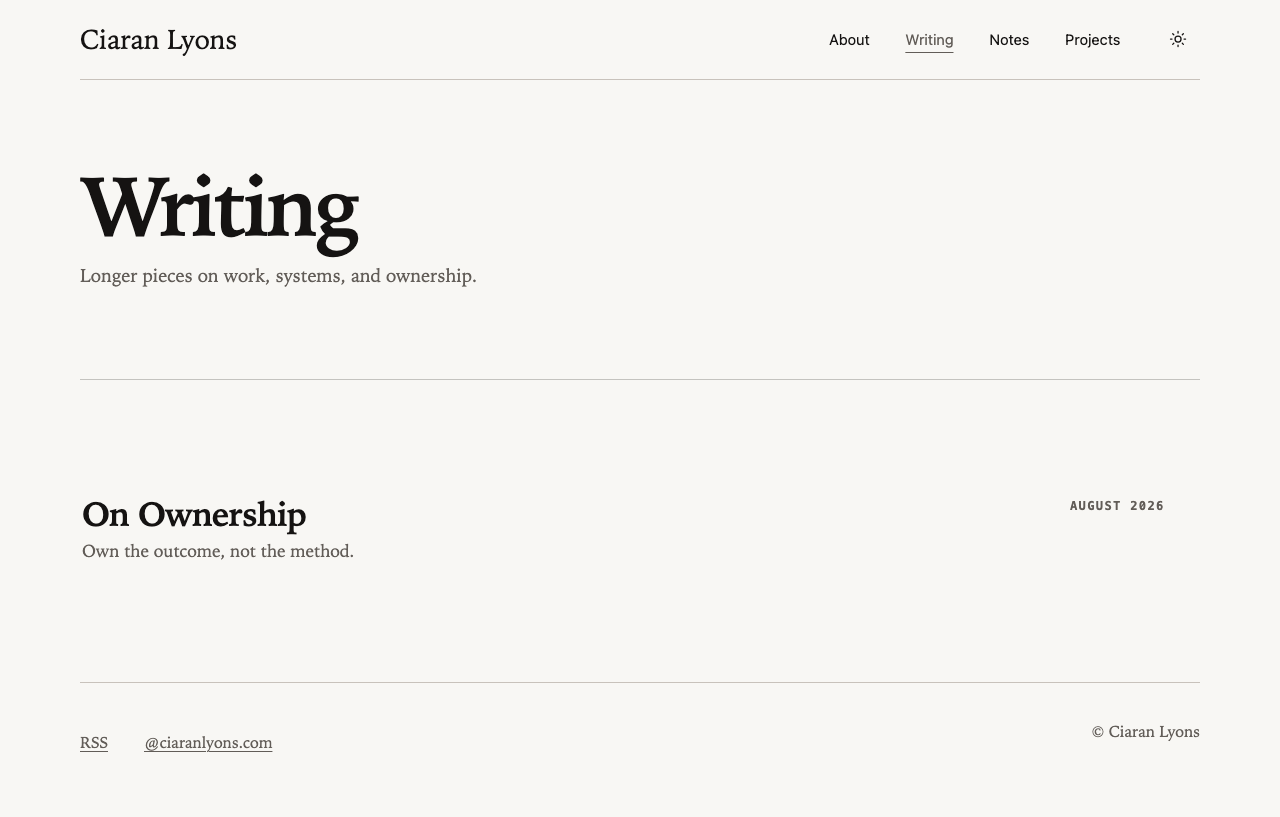 Ciaran Lyons
About Writing Notes Projects
Writing
Longer pieces on work, systems, and ownership.
On Ownership
AUGUST 2026
Own the outcome, not the method.
RSS @ciaranlyons.com
© Ciaran Lyons